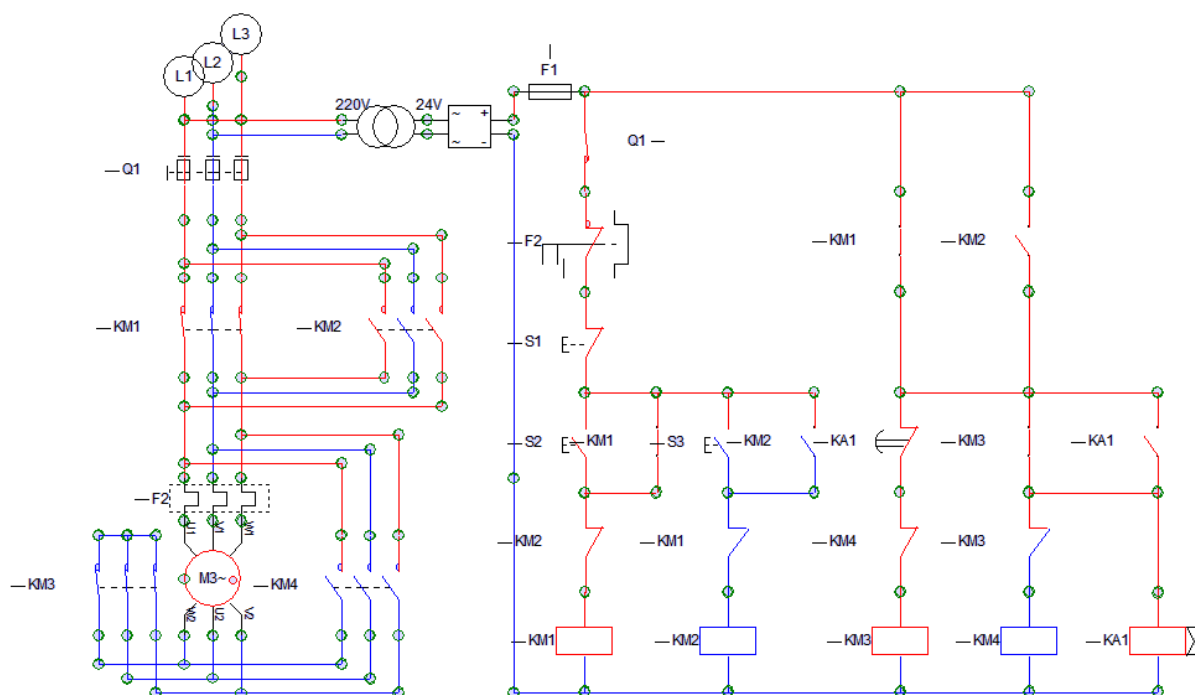 L3
L2
L1
F1
220V 24V
~ +
~ -
Q1
Q1
F2
KM1 KM2
KM1 KM2
S1
S2 KM1 S3 KM2 KA1 KM3 KA1
F2
U1 V1 W1
KM2 KM1 KM4 KM3
KM3 M3~ KM4
W2 U2 V2
KM1 KM2 KM3 KM4 KA1